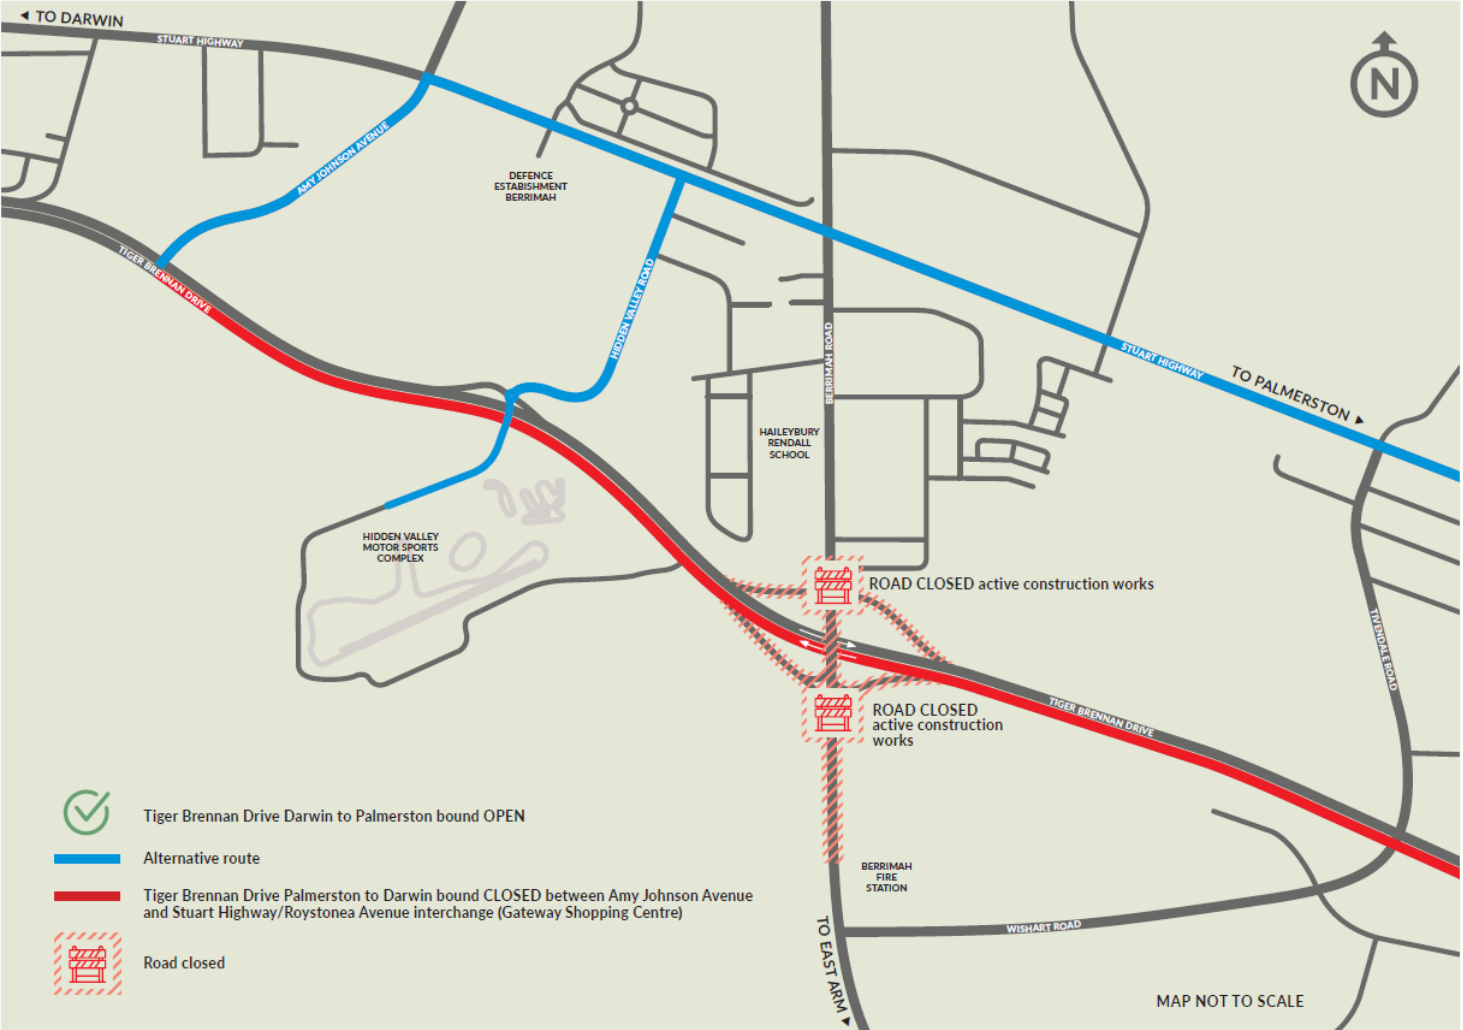 TO DARWIN
STUART HIGHWAY
N
AMY JOHNSON AVENUE
DEFENCE
ESTABISHMENT
BERRIMAH
TIGER BRENNAN DRIVE
HIDDEN VALLEY ROAD
BERRIMAH ROAD
STUART HIGHWAY
TO PALMERSTON
HAILEYBURY
RENDALL
SCHOOL
HIDDEN VALLEY
MOTOR SPORTS
COMPLEX
ROAD CLOSED active construction works
TIVENDALE ROAD
ROAD CLOSED
active construction
works
TIGER BRENNAN DRIVE
BERRIMAH
FIRE
STATION
WISHART ROAD
TO EAST ARM
Tiger Brennan Drive Darwin to Palmerston bound OPEN
Alternative route
Tiger Brennan Drive Palmerston to Darwin bound CLOSED between Amy Johnson Avenue
and Stuart Highway/Roystonea Avenue interchange (Gateway Shopping Centre)
Road closed
MAP NOT TO SCALE